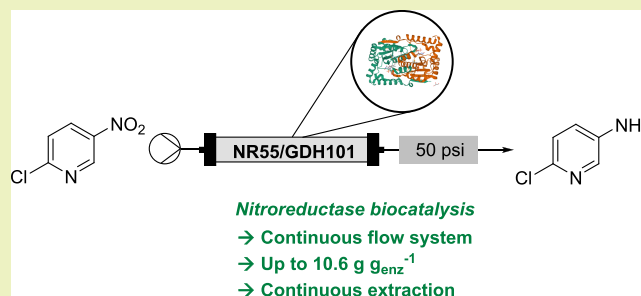 NO₂
Cl
N
NR55/GDH101
50 psi
NH
Cl
N
Nitroreductase biocatalysis
→ Continuous flow system
→ Up to 10.6 g gₑₙz⁻¹
→ Continuous extraction